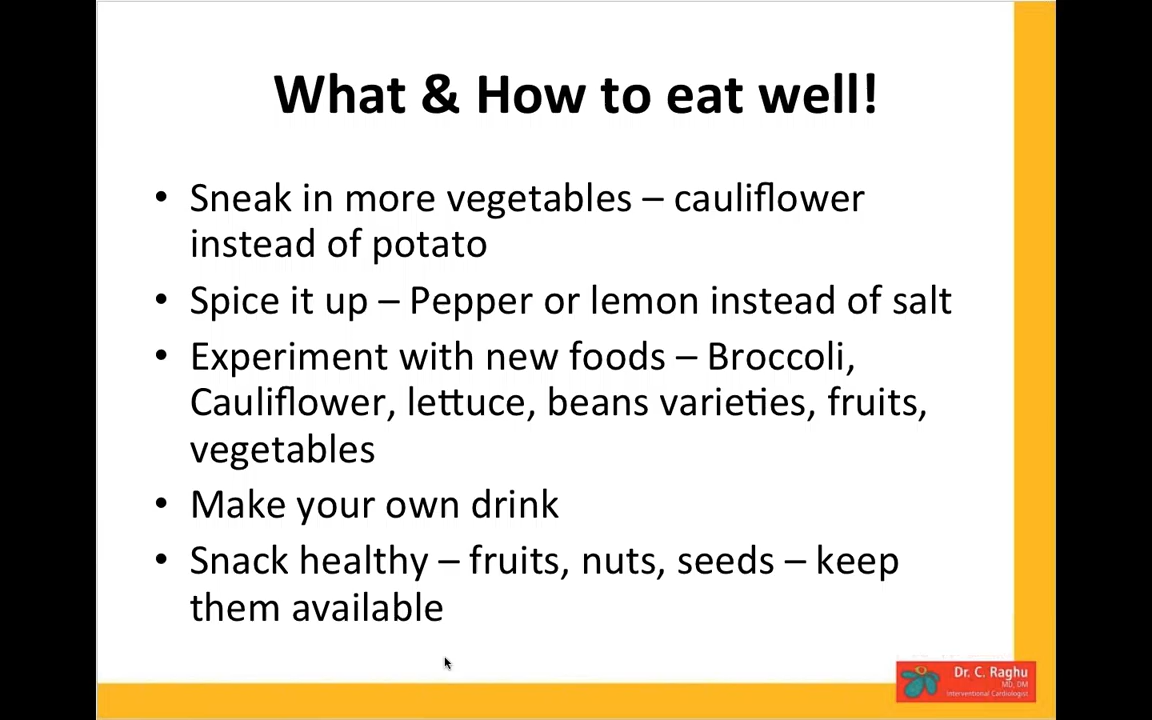 What & How to eat well!
• Sneak in more vegetables – cauliflower
instead of potato
• Spice it up – Pepper or lemon instead of salt
• Experiment with new foods – Broccoli,
Cauliflower, lettuce, beans varieties, fruits,
vegetables
• Make your own drink
• Snack healthy – fruits, nuts, seeds – keep
them available
Dr. C. Raghu
MD, DM
Interventional Cardiologist